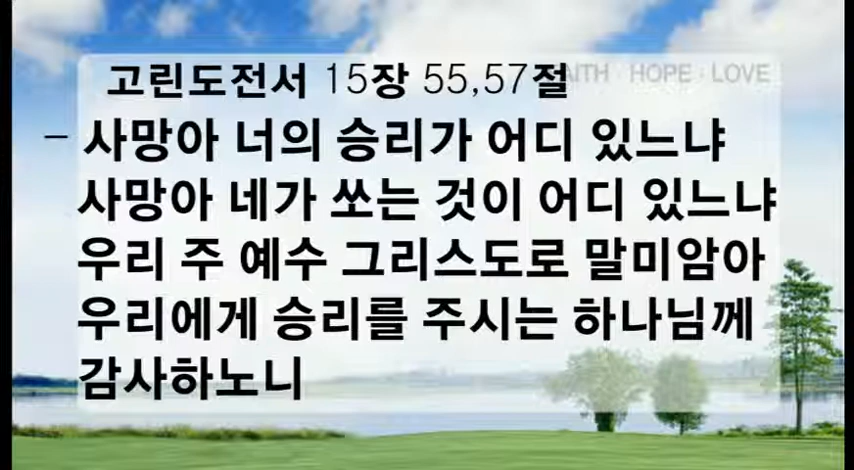 고린도전서 15장 55,57절
FAITH · HOPE · LOVE
- 사망아 너의 승리가 어디 있느냐
사망아 네가 쏘는 것이 어디 있느냐
우리 주 예수 그리스도로 말미암아
우리에게 승리를 주시는 하나님께
감사하노니